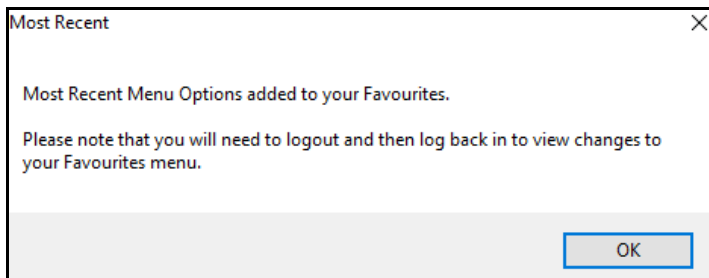 Most Recent
Most Recent Menu Options added to your Favourites.
Please note that you will need to logout and then log back in to view changes to
your Favourites menu.
OK